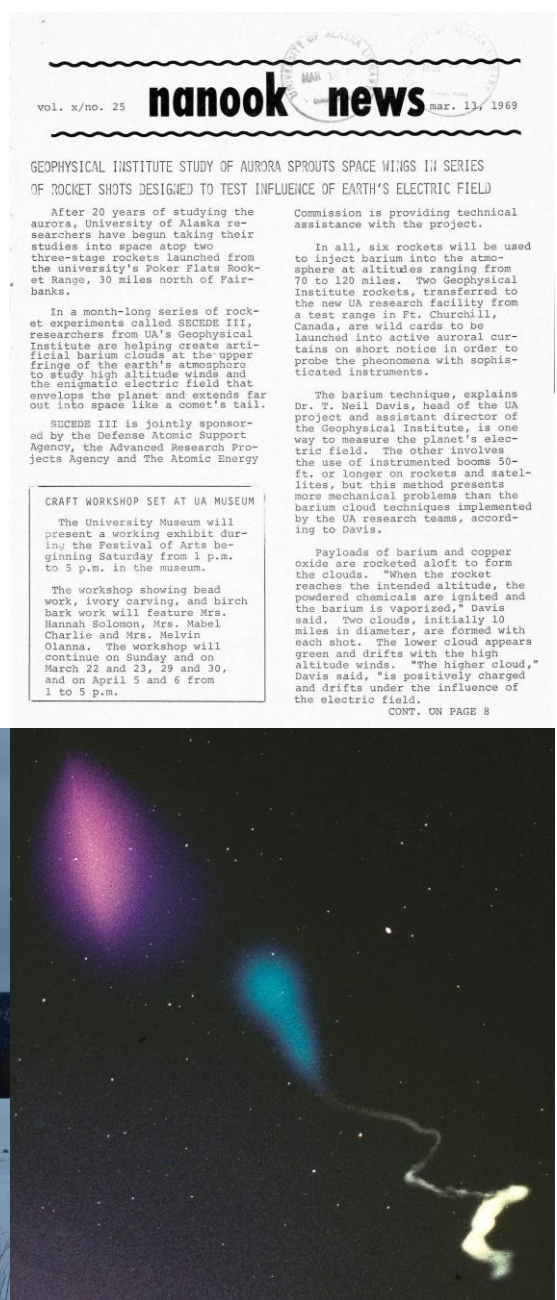 vol. x/no. 25
nanook news
mar. 13, 1969
GEOPHYSICAL INSTITUTE STUDY OF AURORA SPROUTS SPACE WINGS IN SERIES
OF ROCKET SHOTS DESIGNED TO TEST INFLUENCE OF EARTH'S ELECTRIC FIELD
After 20 years of studying the
aurora, University of Alaska re-
searchers have begun taking their
studies into space atop two
three-stage rockets launched from
the university's Poker Flats Rock-
et Range, 30 miles north of Fair-
banks.
In a month-long series of rock-
et experiments called SECEDE III,
researchers from UA's Geophysical
Institute are helping create arti-
ficial barium clouds at the upper
fringe of the earth's atmosphere
to study high altitude winds and
the enigmatic electric field that
envelops the planet and extends far
out into space like a comet's tail.
SECEDE III is jointly sponsor-
ed by the Defense Atomic Support
Agency, the Advanced Research Pro-
jects Agency and The Atomic Energy
CRAFT WORKSHOP SET AT UA MUSEUM
The University Museum will
present a working exhibit dur-
ing the Festival of Arts be-
ginning Saturday from 1 p.m.
to 5 p.m. in the museum.
The workshop showing bead
work, ivory carving, and birch
bark work will feature Mrs.
Hannah Solomon, Mrs. Mabel
Charlie and Mrs. Melvin
Olanna. The workshop will
continue on Sunday and on
March 22 and 23, 29 and 30,
and on April 5 and 6 from
1 to 5 p.m.
Commission is providing technical
assistance with the project.
In all, six rockets will be used
to inject barium into the atmo-
sphere at altitudes ranging from
70 to 120 miles. Two Geophysical
Institute rockets, transferred to
the new UA research facility from
a test range in Ft. Churchill,
Canada, are wild cards to be
launched into active auroral cur-
tains on short notice in order to
probe the pheonomena with sophis-
ticated instruments.
The barium technique, explains
Dr. T. Neil Davis, head of the UA
project and assistant director of
the Geophysical Institute, is one
way to measure the planet's elec-
tric field. The other involves
the use of instrumented booms 50-
ft. or longer on rockets and satel-
lites, but this method presents
more mechanical problems than the
barium cloud techniques implemented
by the UA research teams, accord-
ing to Davis.
Payloads of barium and copper
oxide are rocketed aloft to form
the clouds. "When the rocket
reaches the intended altitude, the
powdered chemicals are ignited and
the barium is vaporized," Davis
said. Two clouds, initially 10
miles in diameter, are formed with
each shot. The lower cloud appears
green and drifts with the high
altitude winds. "The higher cloud,"
Davis said, "is positively charged
and drifts under the influence of
the electric field.
CONT. ON PAGE 8